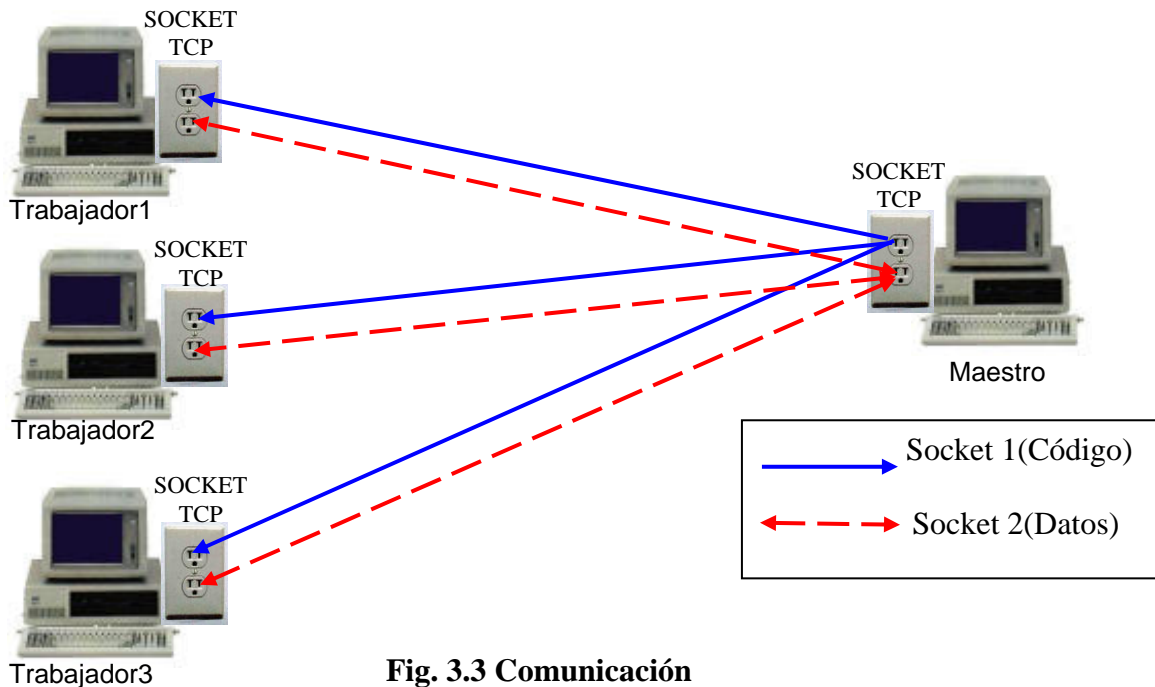 SOCKET
TCP
Trabajador1
SOCKET
TCP
Maestro
SOCKET
TCP
Trabajador2
SOCKET
TCP
Trabajador3
Socket 1(Código)
Socket 2(Datos)
Fig. 3.3 Comunicación